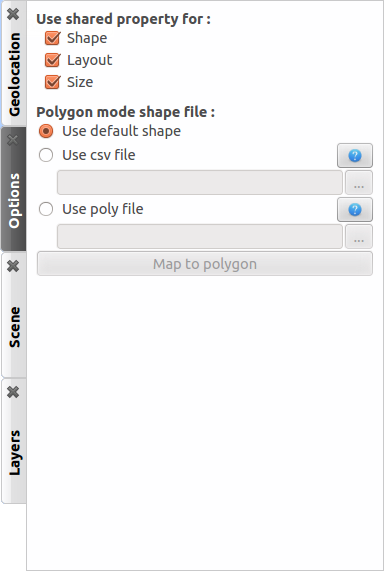 Geolocation
Options
Scene
Layers
Use shared property for :
Shape
Layout
Size
Polygon mode shape file :
Use default shape
Use csv file
?
...
Use poly file
?
...
Map to polygon